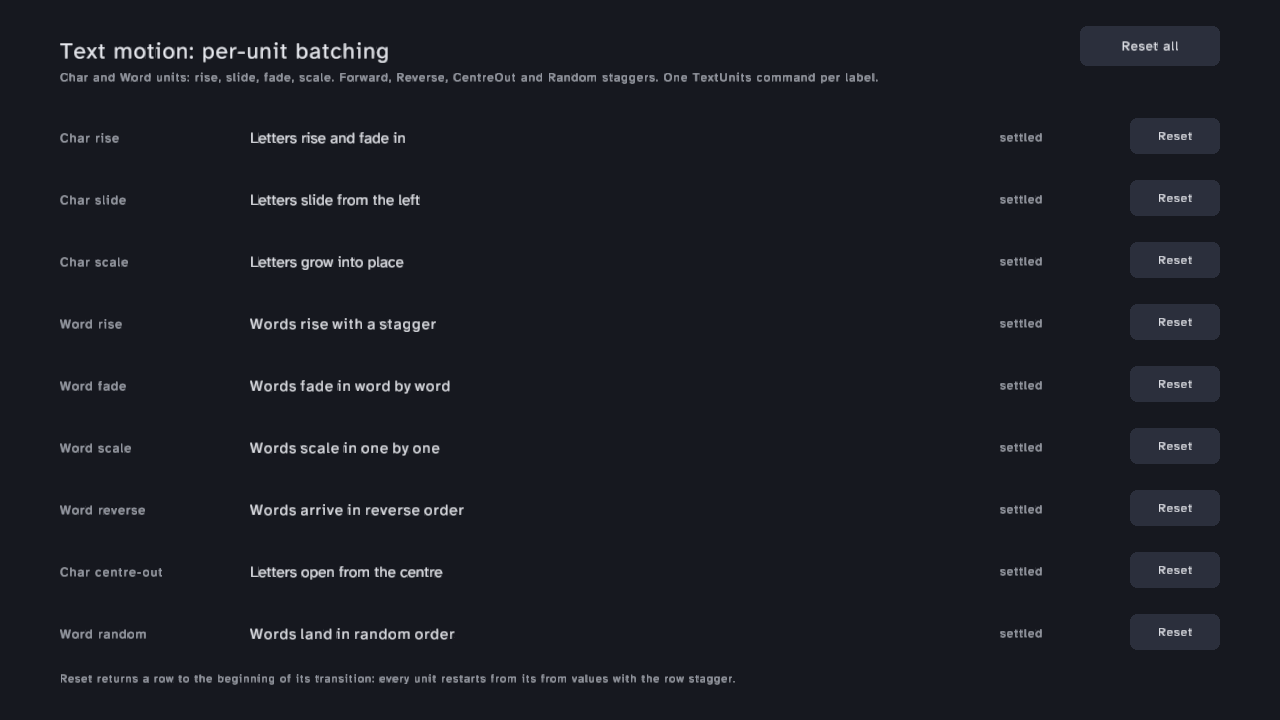 Text motion: per-unit batching
Reset all
Char and Word units: rise, slide, fade, scale. Forward, Reverse, CentreOut and Random staggers. One TextUnits command per label.
Char rise Letters rise and fade in settled Reset
Char slide Letters slide from the left settled Reset
Char scale Letters grow into place settled Reset
Word rise Words rise with a stagger settled Reset
Word fade Words fade in word by word settled Reset
Word scale Words scale in one by one settled Reset
Word reverse Words arrive in reverse order settled Reset
Char centre-out Letters open from the centre settled Reset
Word random Words land in random order settled Reset
Reset returns a row to the beginning of its transition: every unit restarts from its from values with the row stagger.